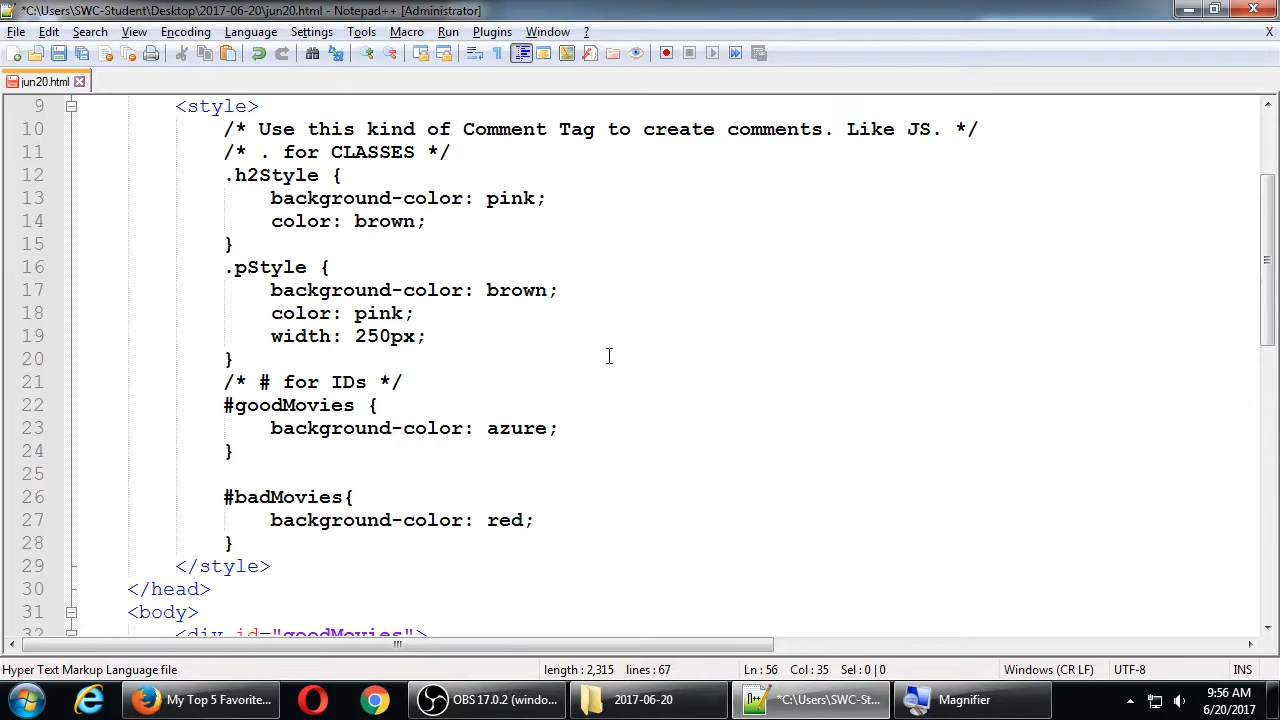 *C:\Users\SWC-Student\Desktop\2017-06-20\jun20.html - Notepad++ [Administrator]
File Edit Search View Encoding Language Settings Tools Macro Run Plugins Window ? X
jun20.html
9 <style>
10 /* Use this kind of Comment Tag to create comments. Like JS. */
11 /* . for CLASSES */
12 .h2Style {
13 background-color: pink;
14 color: brown;
15 }
16 .pStyle {
17 background-color: brown;
18 color: pink;
19 width: 250px;
20 }
21 /* # for IDs */
22 #goodMovies {
23 background-color: azure;
24 }
25
26 #badMovies{
27 background-color: red;
28 }
29 </style>
30 </head>
31 <body>
32 <div id="goodMovies">
Hyper Text Markup Language file length : 2,315 lines : 67 Ln : 56 Col : 35 Sel : 0 | 0 Windows (CR LF) UTF-8 INS
My Top 5 Favorite... OBS 17.0.2 (windo... 2017-06-20 *C:\Users\SWC-St... Magnifier 9:56 AM
6/20/2017